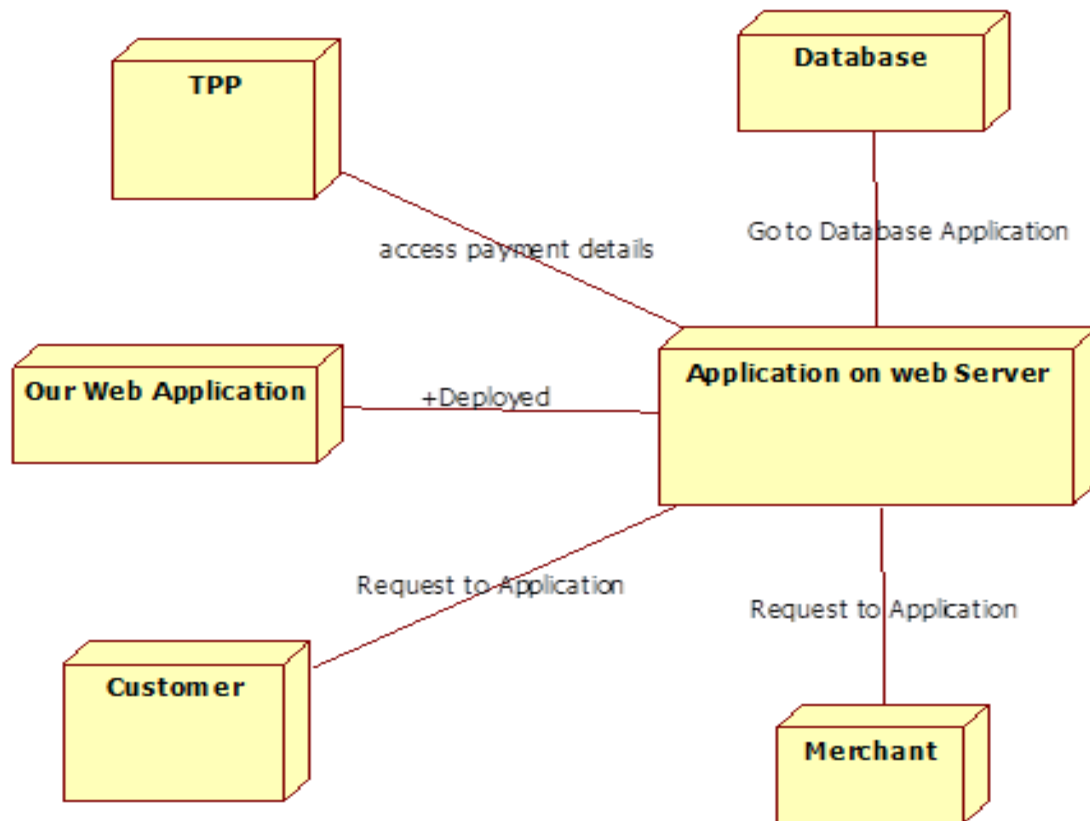 Database
TPP
Go to Database Application
access payment details
Application on web Server
Our Web Application
+Deployed
Request to Application
Request to Application
Customer
Merchant